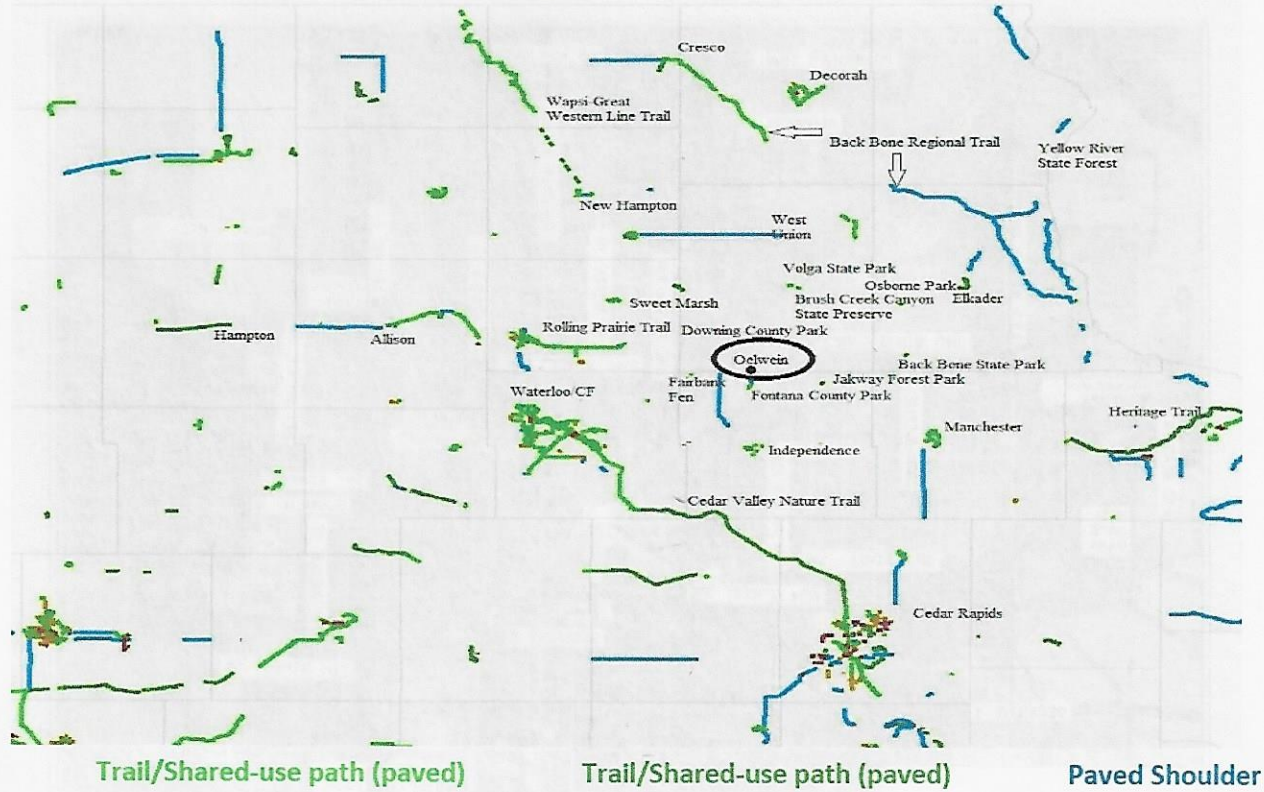 Cresco
Decorah
Wapsi-Great
Western Line Trail
Back Bone Regional Trail
Yellow River
State Forest
New Hampton
West
Union
Volga State Park
Osborne Park
Brush Creek Canyon
State Preserve
Elkader
Sweet Marsh
Rolling Prairie Trail
Downing County Park
Hampton
Allison
Oelwein
Back Bone State Park
Fairbank
Fen
Jakway Forest Park
Fontana County Park
Waterloo/CF
Heritage Trail
Manchester
Independence
Cedar Valley Nature Trail
Cedar Rapids
Trail/Shared-use path (paved)
Trail/Shared-use path (paved)
Paved Shoulder